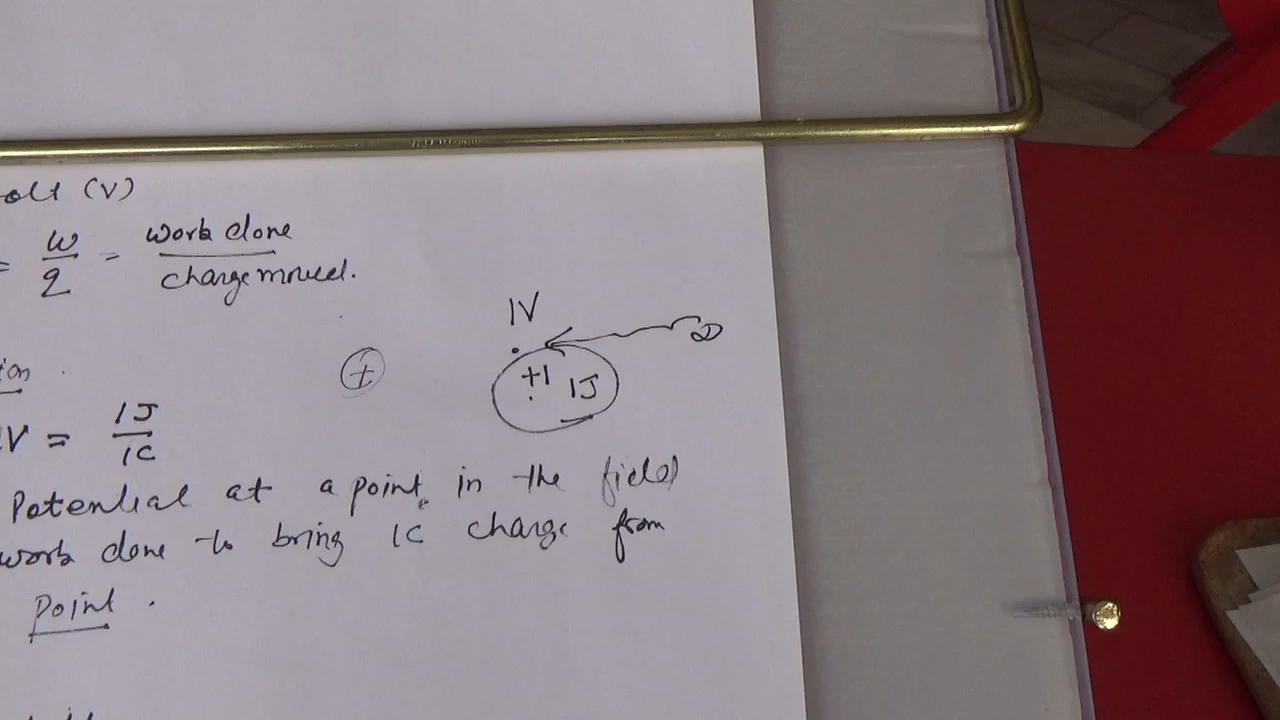 olt (V)
= W/q = work done / charge moved.
1V
∞
+
+1 1J
ion
V = 1J/1C
Potential at a point in the field
work done to bring 1C charge from
Point.